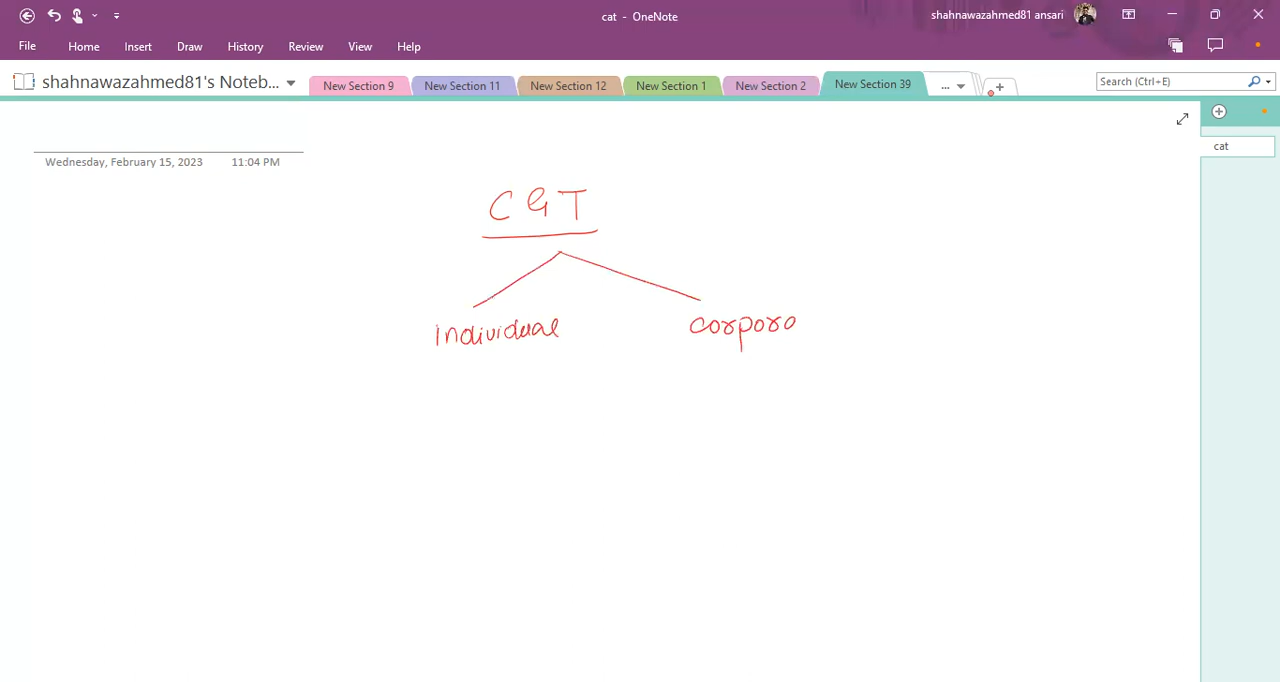 cat - OneNote
shahnawazahmed81 ansari
File Home Insert Draw History Review View Help
shahnawazahmed81's Noteb...
New Section 9 New Section 11 New Section 12 New Section 1 New Section 2 New Section 39 ...
Search (Ctrl+E)
cat
Wednesday, February 15, 2023 11:04 PM
CGT
Individual corpora